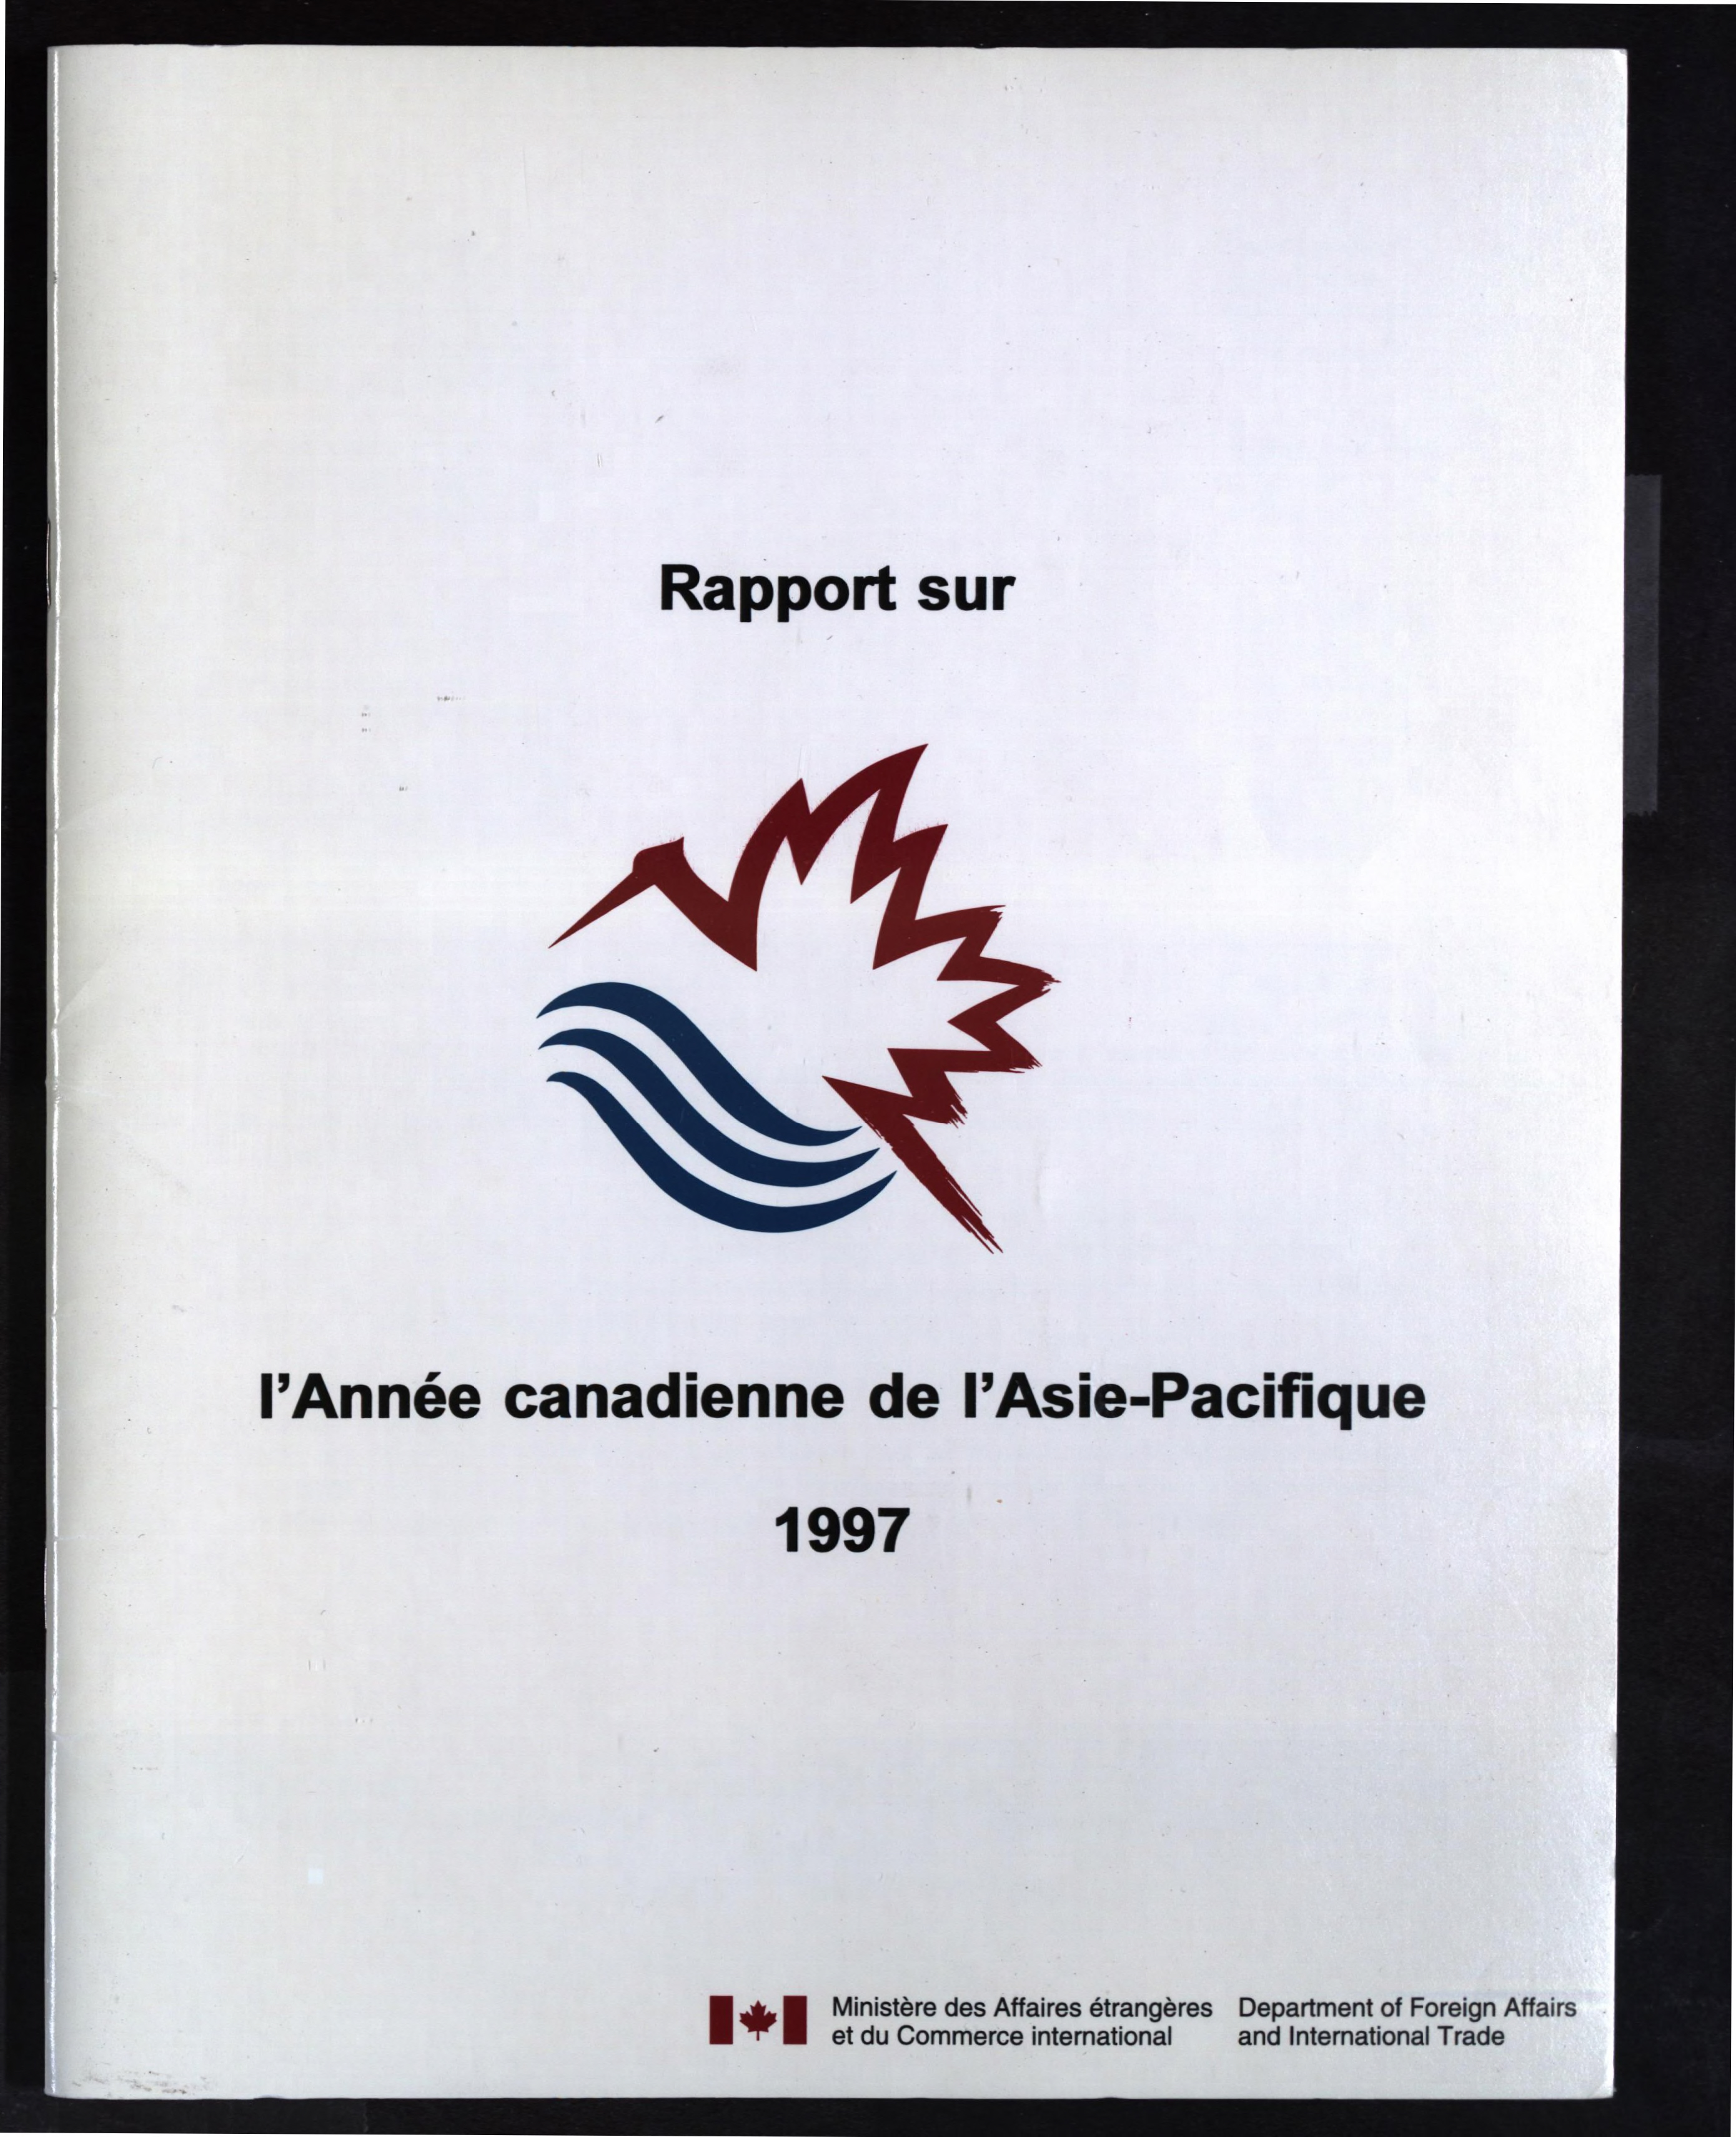 Rapport sur
l'Année canadienne de l'Asie-Pacifique
1997
Ministère des Affaires étrangères
et du Commerce international
Department of Foreign Affairs
and International Trade